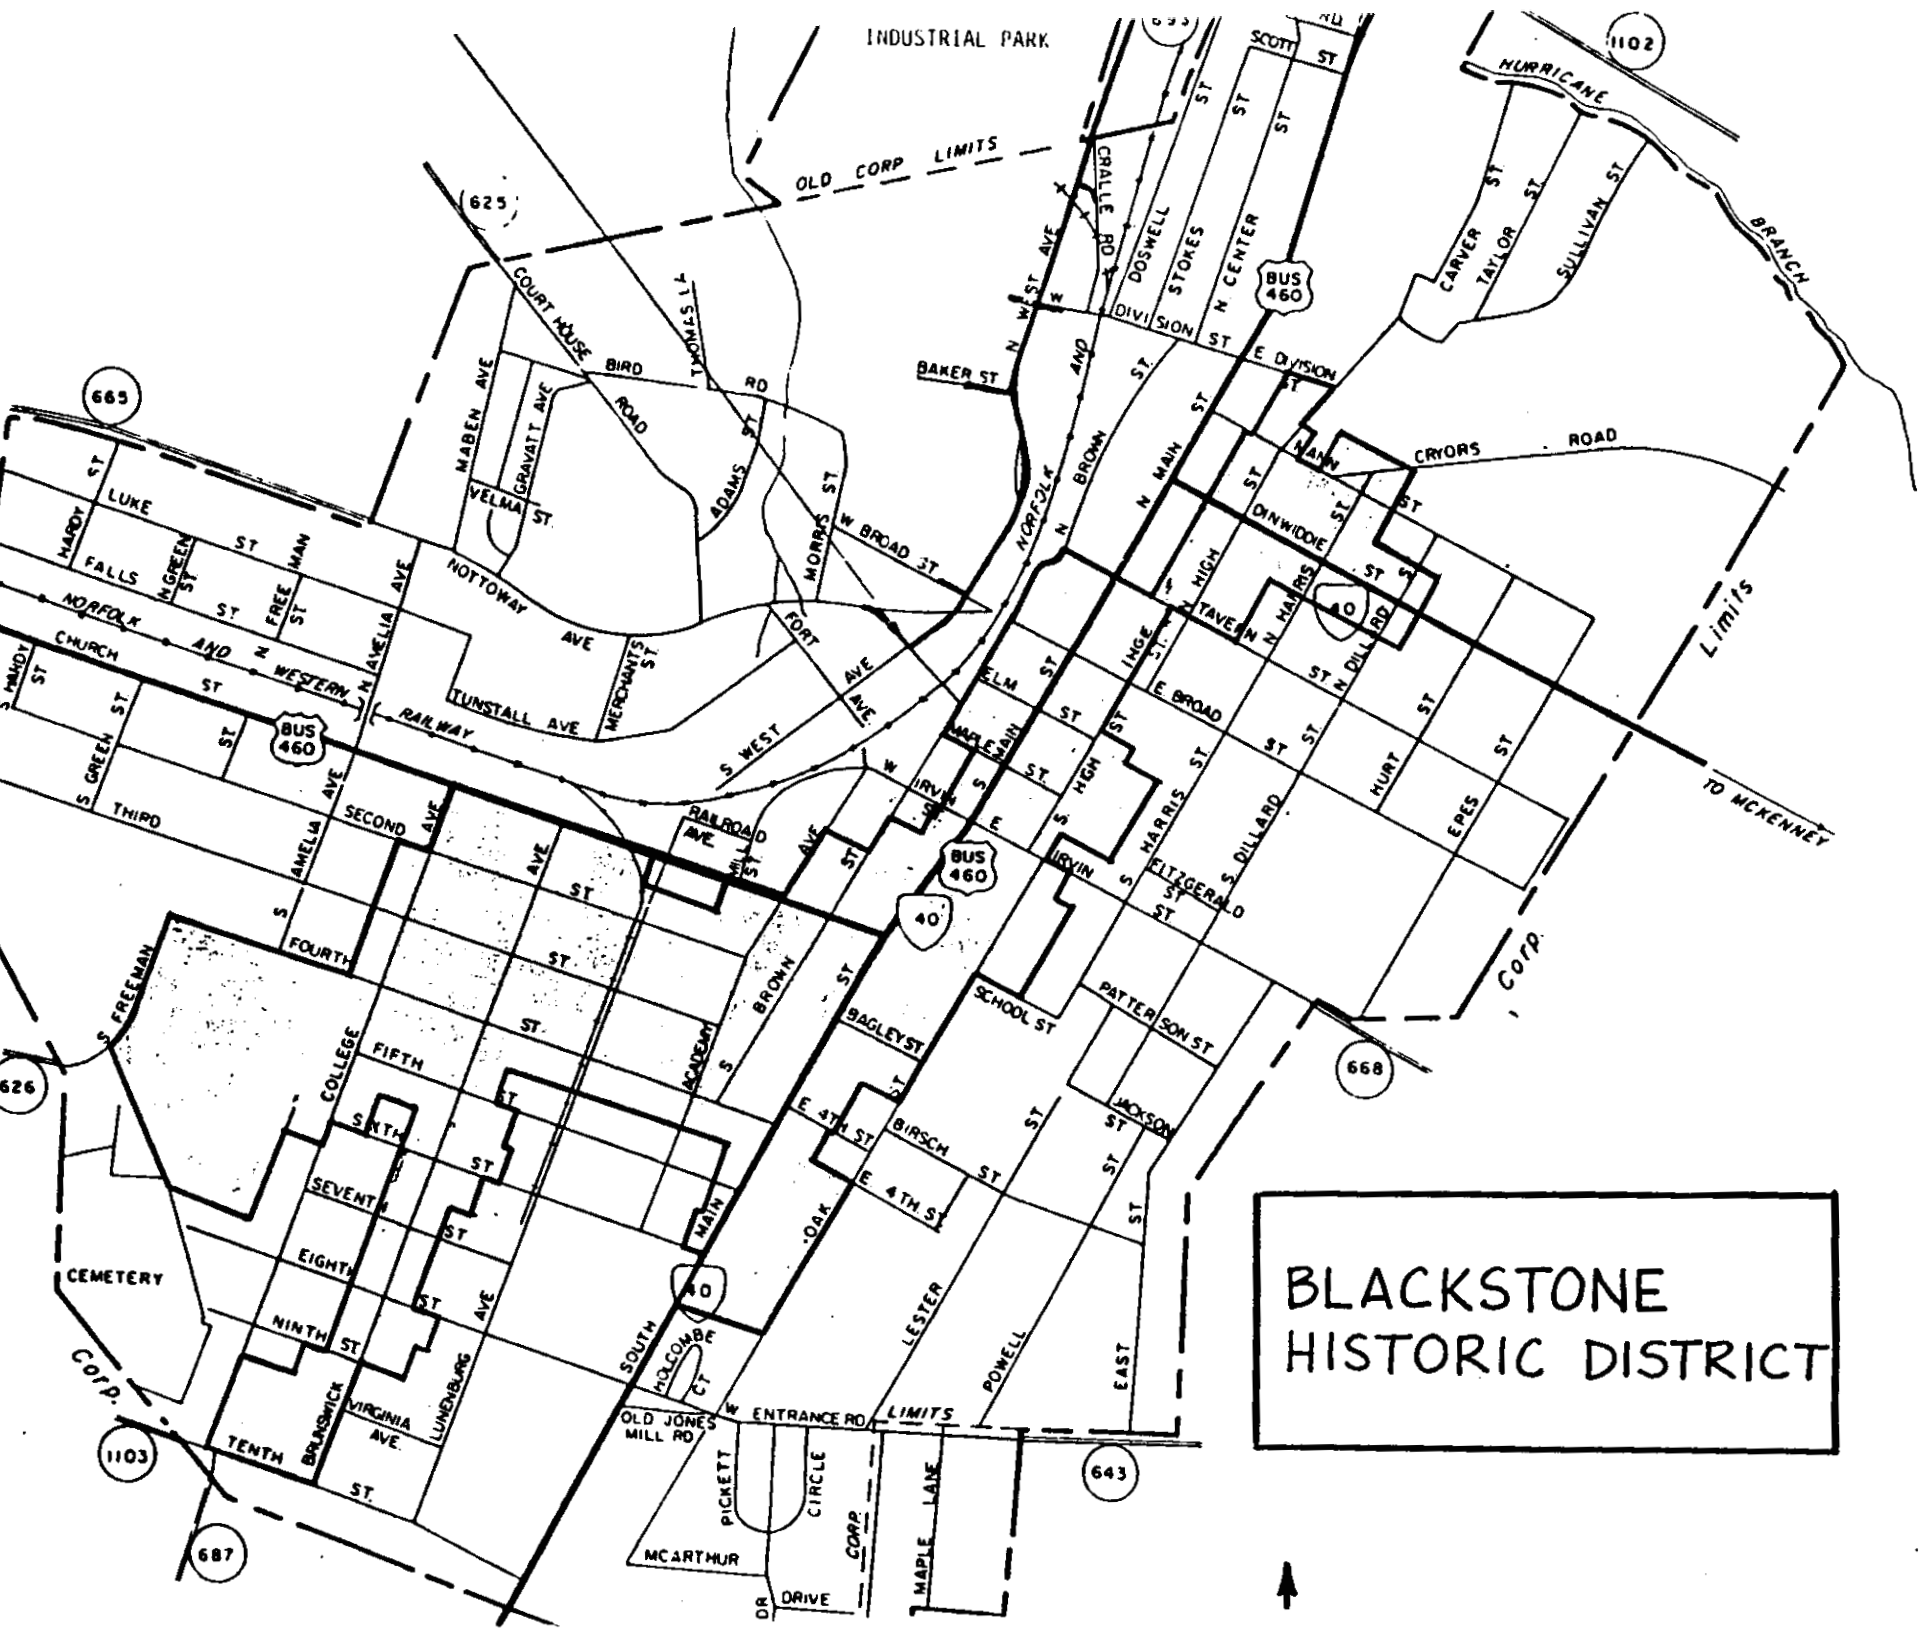 INDUSTRIAL PARK
693
SCOTT ST
RD
1102
HURRICANE
BRANCH
OLD CORP LIMITS
625
COURT HOUSE
ROAD
CRALLE RD
DOSWELL ST
STOKES ST
N CENTER ST
CARVER ST
TAYLOR ST
SULLIVAN ST
BUS
460
N WEST AVE
W DIVISION ST
E DIVISION
ST
THOMAS LA
BIRD RD
BAKER ST
MABEN AVE
GRAVATT AVE
VELMA ST.
ADAMS ST
MORRIS ST
W BROAD ST
NORFOLK AND
N BROWN ST.
N MAIN ST
MANN ST
CRYORS ROAD
DINWIDDIE ST
665
LUKE ST
HARDY ST
FALLS ST
N GREEN
ST
FREE MAN
ST
N AMELIA AVE
NOTTOWAY AVE
NORFOLK AND WESTERN RAILWAY
CHURCH ST
N HIGH ST
N HARRIS ST
40
N DILLARD ST
TAVERN ST
INGE
FORT AVE.
MERCHANTS
ST.
TUNSTALL AVE
S WEST AVE
ELM ST
MAPLE ST.
S MAIN ST
E BROAD ST
S HARDY
ST
S GREEN ST
ST
BUS
460
S AMELIA AVE
SECOND ST
THIRD
AVE
AVE
RAILROAD
AVE
MILL
ST
W IRVIN
E IRVIN ST
S HIGH ST
S HARRIS ST.
S DILLARD ST
HURT ST
EPES ST
Limits
TO MCKENNEY
FITZGERALD
ST
BUS
460
40
S FREEMAN
FOURTH ST
COLLEGE
FIFTH ST
ACADEMY
S BROWN
AVE
ST
BAGLEY ST
SCHOOL ST
PATTERSON ST
Corp.
668
626
SIXTH ST
ST
SEVENTH ST
EIGHTH ST
NINTH ST.
MAIN
E 4TH ST
BIRSCH ST
E 4TH ST
OAK ST
JACKSON
ST
LESTER ST
POWELL ST
EAST ST
CEMETERY
Corp.
40
SOUTH
HOLCOMBE
CT
LUNENBURG AVE
BRUNSWICK
VIRGINIA
AVE.
TENTH ST.
1103
687
OLD JONES
MILL RD
W ENTRANCE RD
LIMITS
PICKETT CIRCLE
CORP.
MAPLE LANE
643
MCARTHUR
DRIVE
DR
BLACKSTONE
HISTORIC DISTRICT